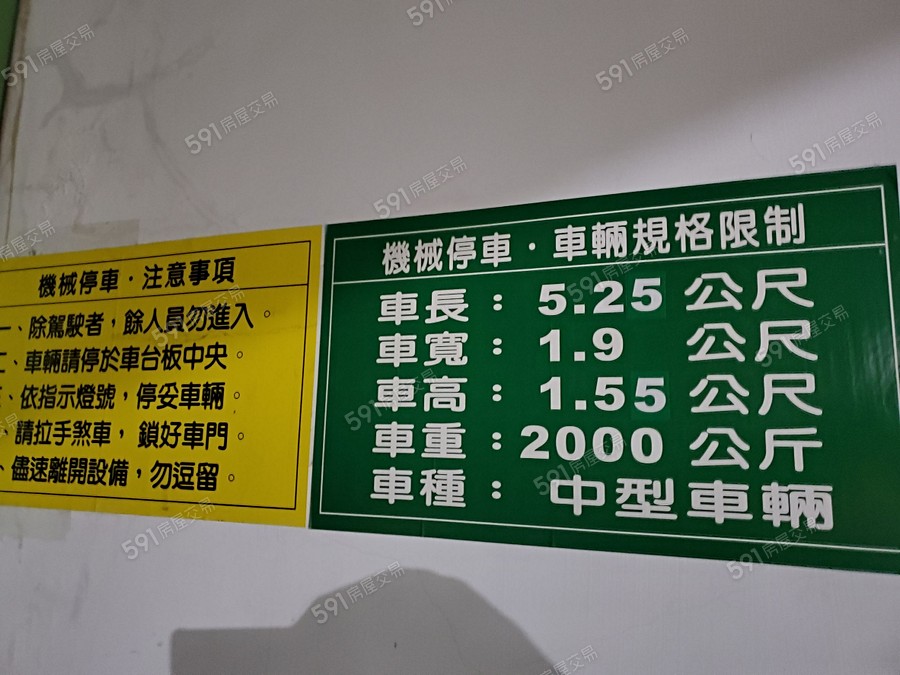 機械停車·注意事項
一、除駕駛者，餘人員勿進入。
二、車輛請停於車台板中央。
、依指示燈號，停妥車輛。
、請拉手煞車，鎖好車門。
、儘速離開設備，勿逗留。
機械停車·車輛規格限制
車長：5.25 公尺
車寬：1.9 公尺
車高：1.55 公尺
車重：2000 公斤
車種：中型車輛
591房屋交易